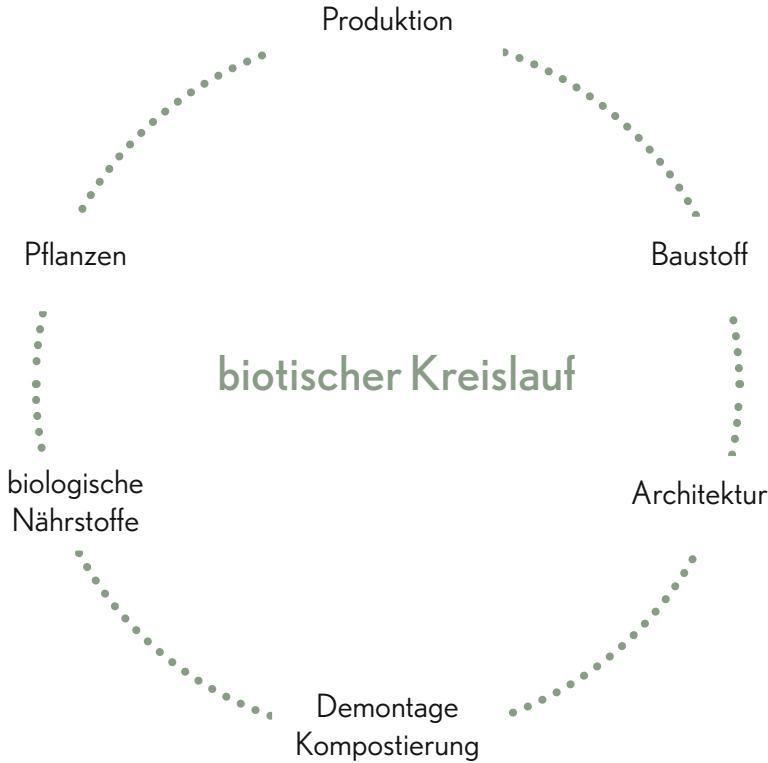 Produktion
Pflanzen
Baustoff
biotischer Kreislauf
biologische
Nährstoffe
Architektur
Demontage
Kompostierung